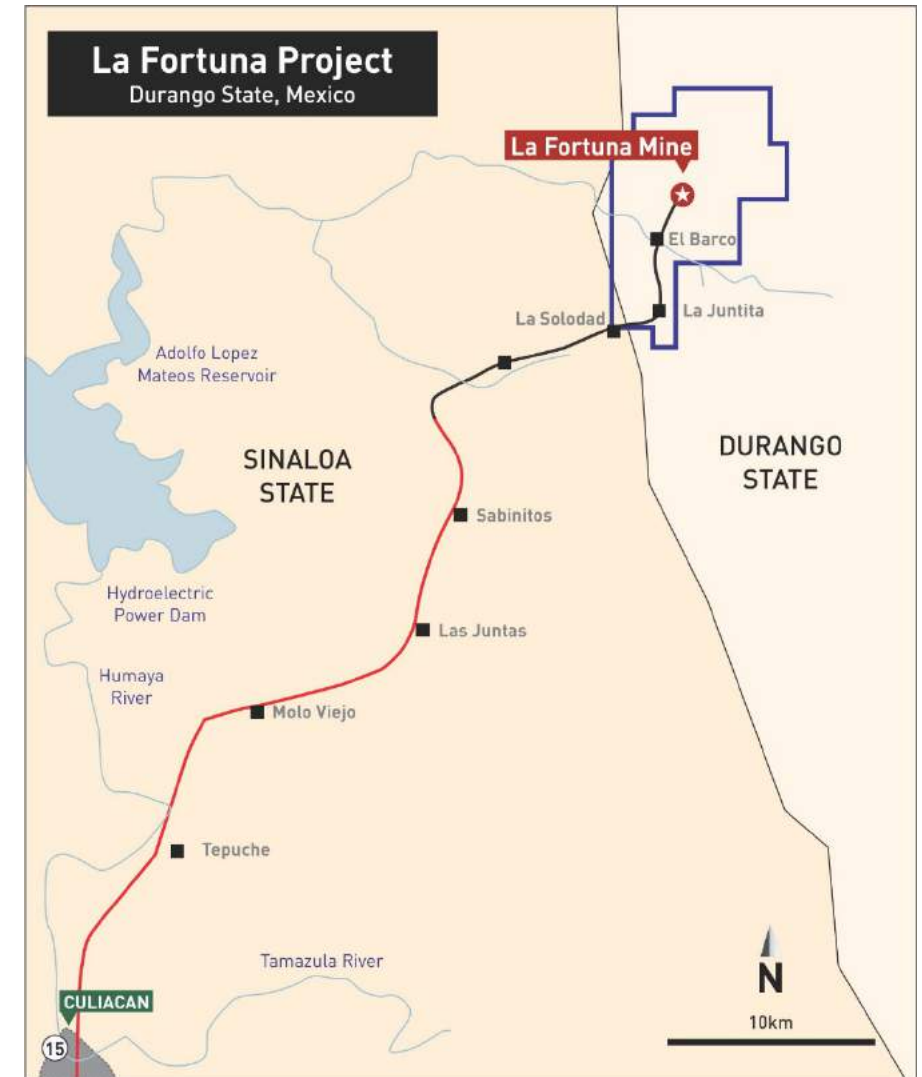 La Fortuna Project
Durango State, Mexico
La Fortuna Mine
El Barco
La Juntita
La Solodad
Adolfo Lopez
Mateos Reservoir
SINALOA
STATE
DURANGO
STATE
Sabinitos
Hydroelectric
Power Dam
Las Juntas
Humaya
River
Molo Viejo
Tepuche
Tamazula River
N
CULIACAN
10km
15